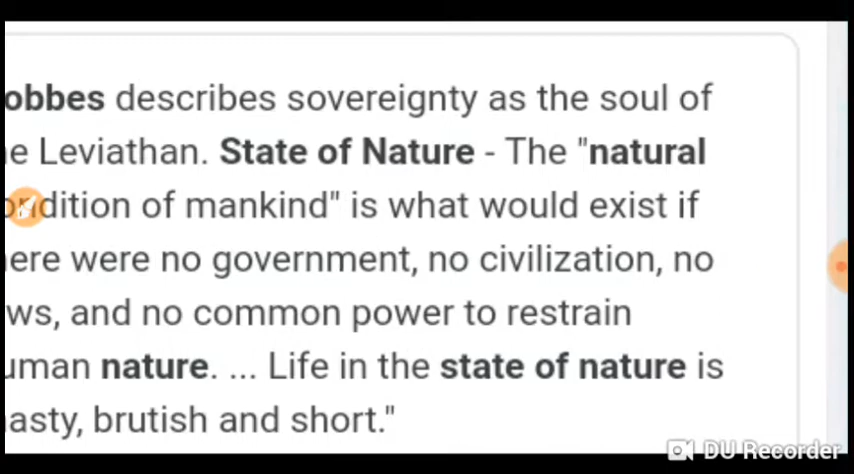 obbes describes sovereignty as the soul of
e Leviathan. State of Nature - The "natural
ondition of mankind" is what would exist if
ere were no government, no civilization, no
ws, and no common power to restrain
uman nature. ... Life in the state of nature is
asty, brutish and short."
DU Recorder